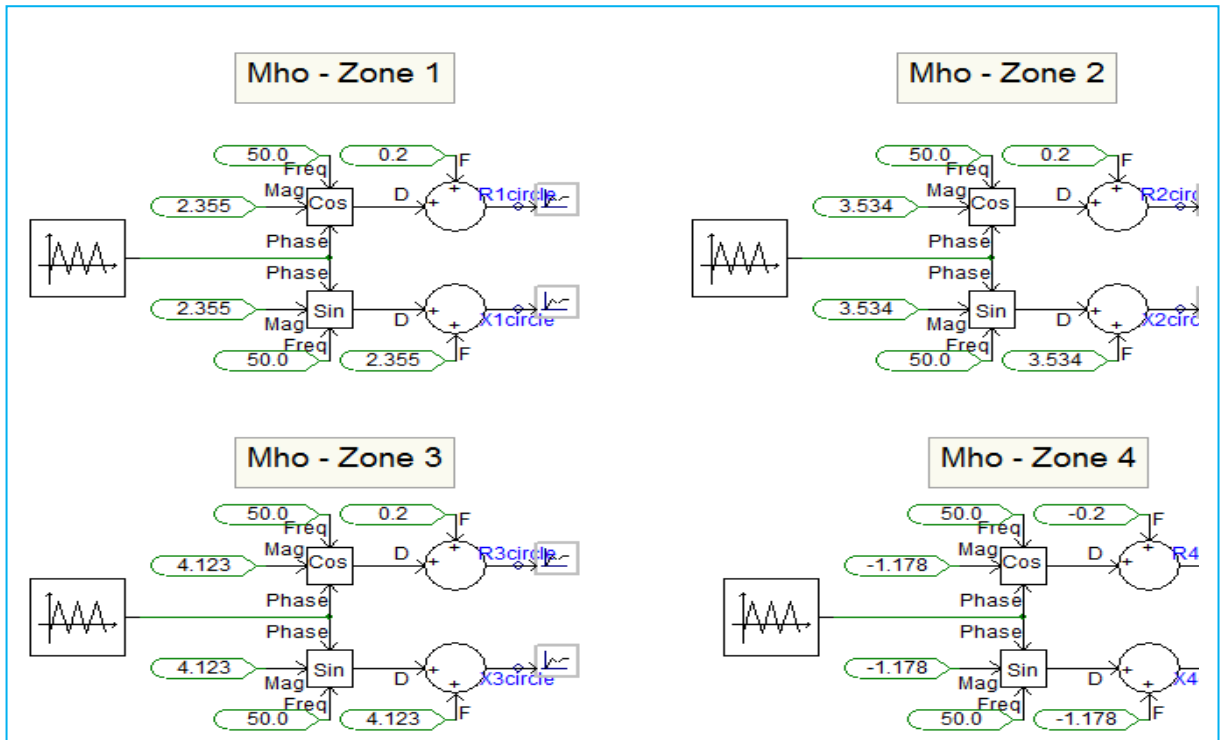 Mho - Zone 1
50.0
0.2
Freq
F
Mag
2.355
Cos
D
R1circle
Phase
Phase
2.355
Sin
D
X1circle
Mag
Freq
50.0
2.355
F
Mho - Zone 2
50.0
0.2
Freq
F
Mag
3.534
Cos
D
R2circ
Phase
Phase
3.534
Sin
D
X2circ
Mag
Freq
50.0
3.534
F
Mho - Zone 3
50.0
0.2
Freq
F
Mag
4.123
Cos
D
R3circle
Phase
Phase
4.123
Sin
D
X3circle
Mag
Freq
50.0
4.123
F
Mho - Zone 4
50.0
-0.2
Freq
F
Mag
-1.178
Cos
D
R4
Phase
Phase
-1.178
Sin
D
X4
Mag
Freq
50.0
-1.178
F